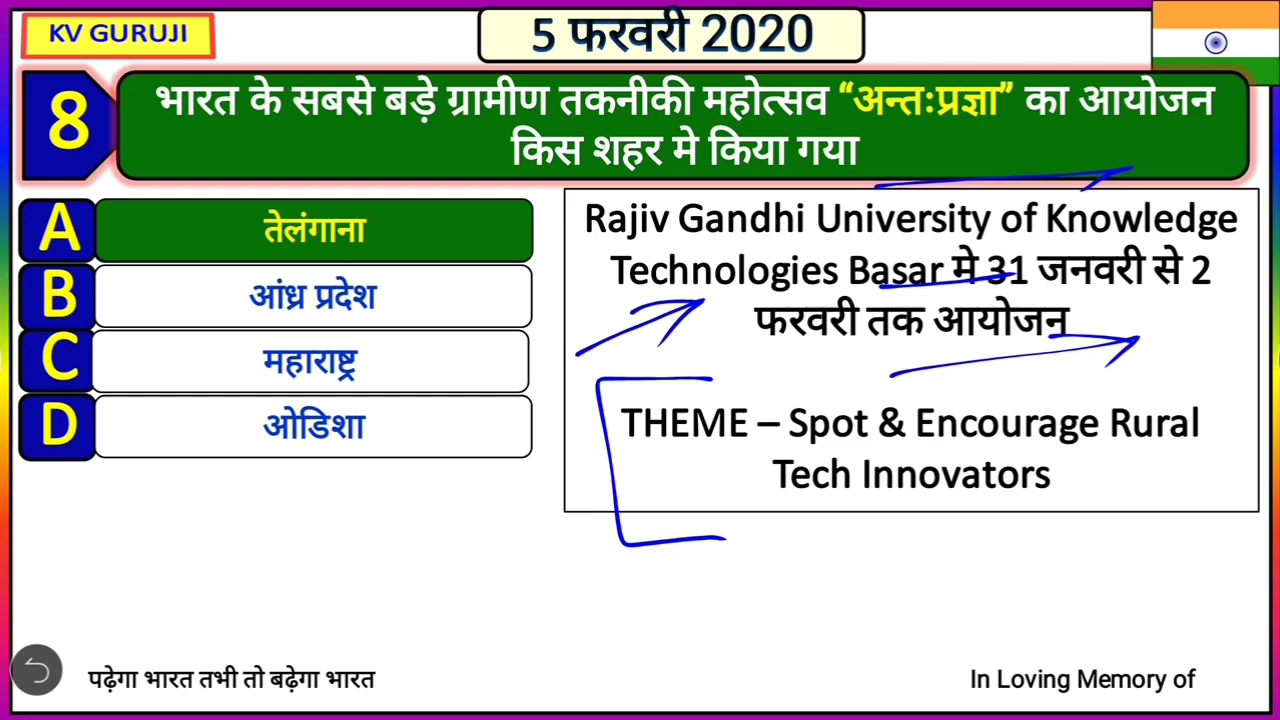 KV GURUJI
5 फरवरी 2020
8
भारत के सबसे बड़े ग्रामीण तकनीकी महोत्सव “अन्तःप्रज्ञा” का आयोजन
किस शहर मे किया गया
A तेलंगाना
B आंध्र प्रदेश
C महाराष्ट्र
D ओडिशा
Rajiv Gandhi University of Knowledge
Technologies Basar मे 31 जनवरी से 2
फरवरी तक आयोजन
THEME – Spot & Encourage Rural
Tech Innovators
पढ़ेगा भारत तभी तो बढ़ेगा भारत
In Loving Memory of